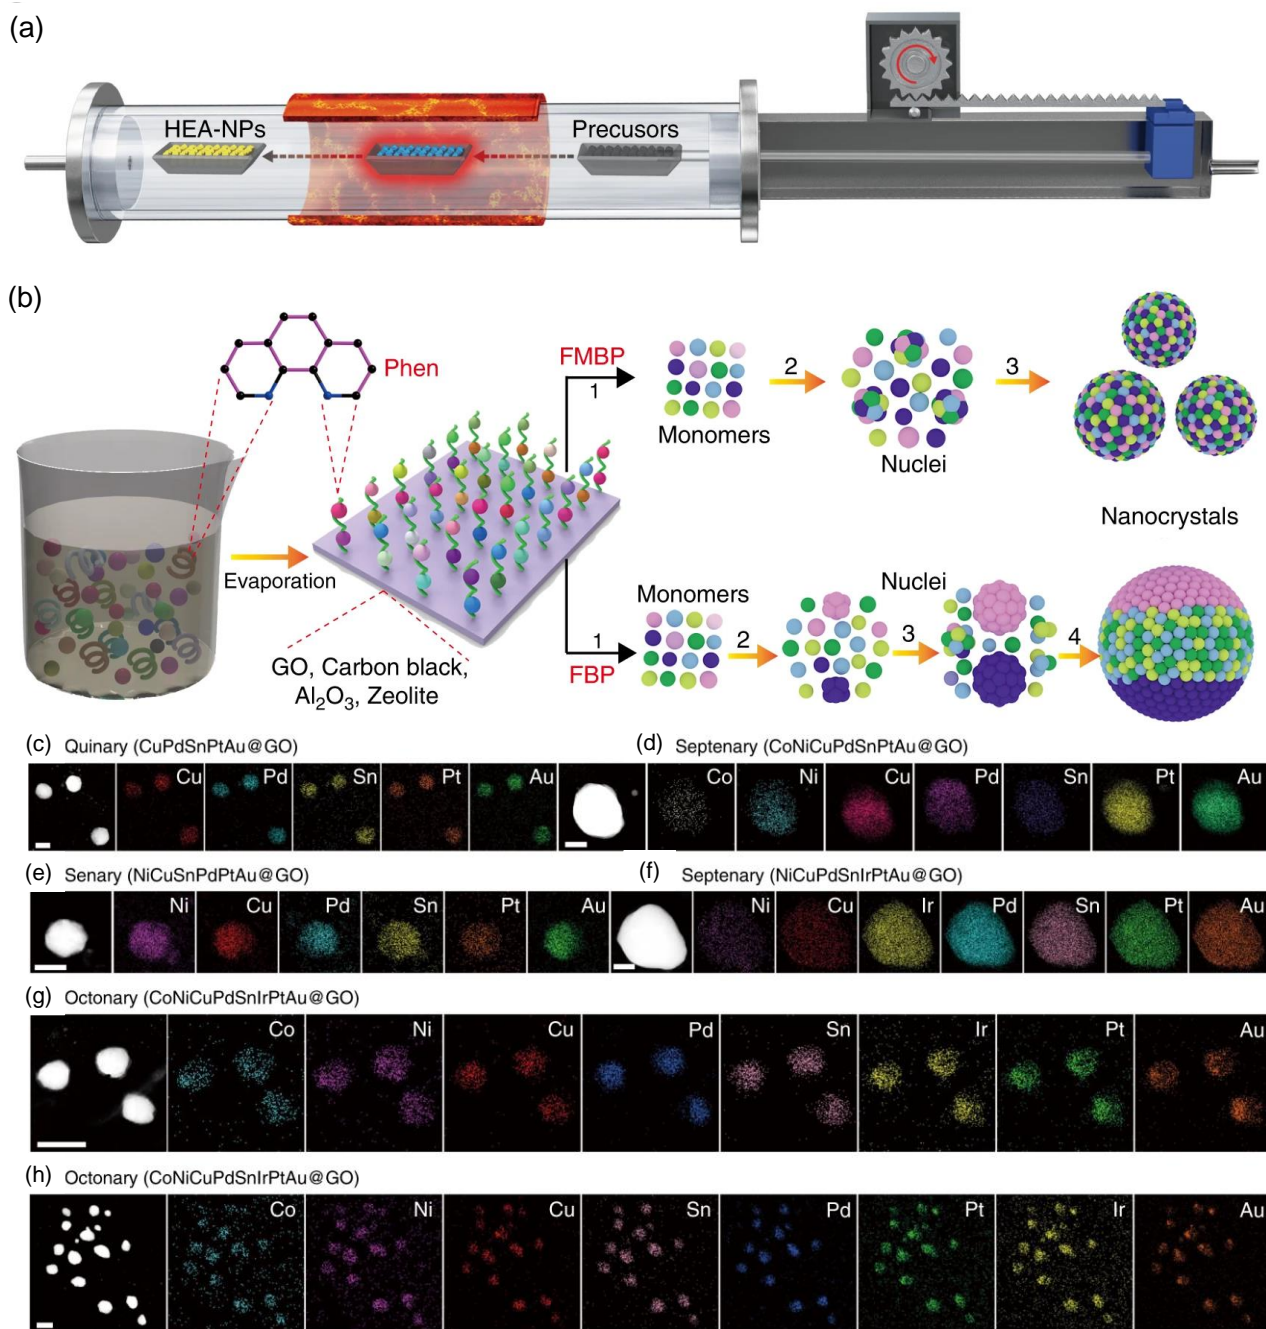 (a)
HEA-NPs
Precusors
(b)
Phen
Evaporation
GO, Carbon black,
Al₂O₃, Zeolite
FMBP
1
Monomers
2
Nuclei
3
Nanocrystals
1
FBP
Monomers
2
3
Nuclei
4
(c) Quinary (CuPdSnPtAu@GO)
Cu Pd Sn Pt Au
(d) Septenary (CoNiCuPdSnPtAu@GO)
Co Ni Cu Pd Sn Pt Au
(e) Senary (NiCuSnPdPtAu@GO)
Ni Cu Pd Sn Pt Au
(f) Septenary (NiCuPdSnIrPtAu@GO)
Ni Cu Ir Pd Sn Pt Au
(g) Octonary (CoNiCuPdSnIrPtAu@GO)
Co Ni Cu Pd Sn Ir Pt Au
(h) Octonary (CoNiCuPdSnIrPtAu@GO)
Co Ni Cu Sn Pd Pt Ir Au